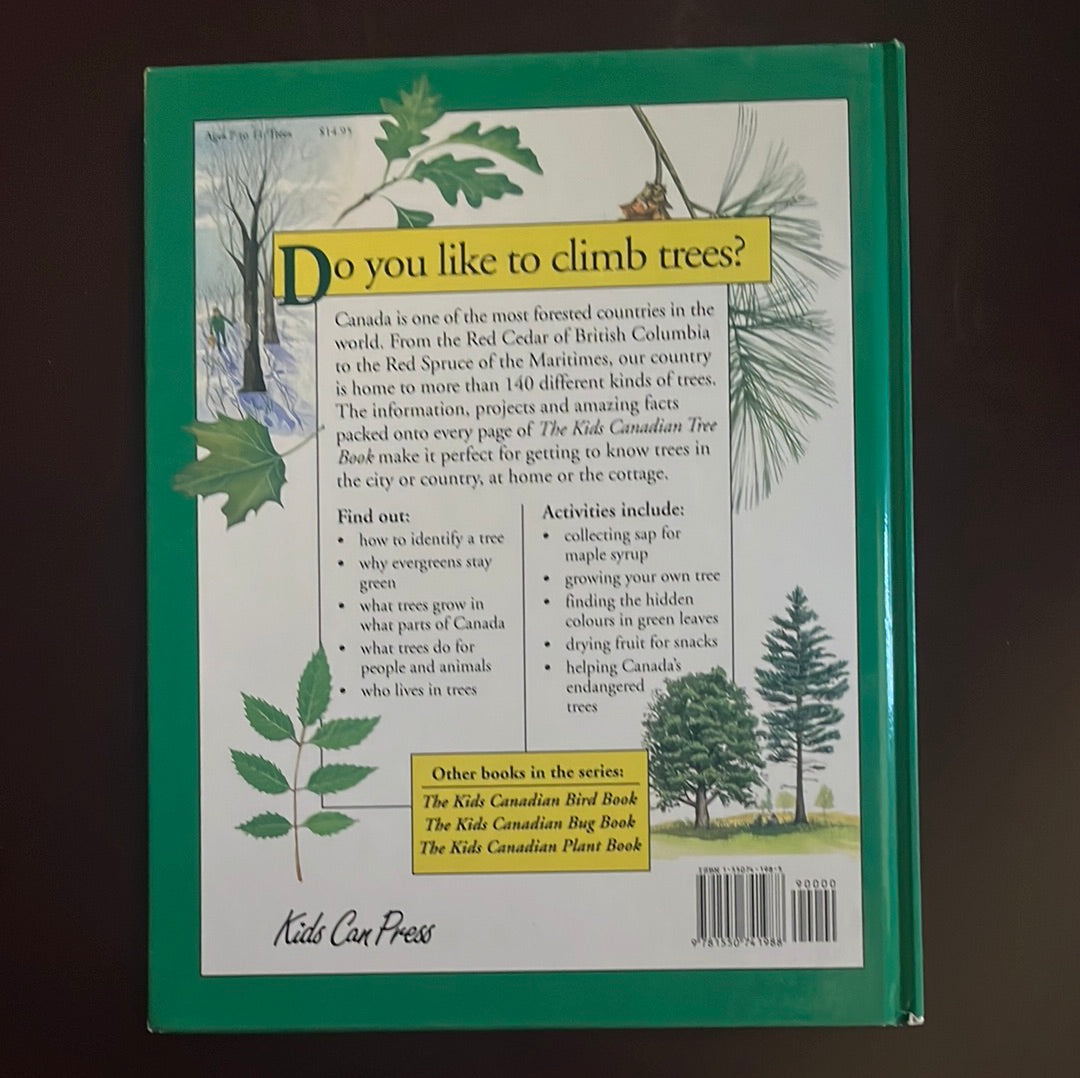 Ages 7 to 11/Trees $14.95
Do you like to climb trees?
Canada is one of the most forested countries in the
world. From the Red Cedar of British Columbia
to the Red Spruce of the Maritimes, our country
is home to more than 140 different kinds of trees.
The information, projects and amazing facts
packed onto every page of The Kids Canadian Tree
Book make it perfect for getting to know trees in
the city or country, at home or the cottage.
Find out:
• how to identify a tree
• why evergreens stay
green
• what trees grow in
what parts of Canada
• what trees do for
people and animals
• who lives in trees
Activities include:
• collecting sap for
maple syrup
• growing your own tree
• finding the hidden
colours in green leaves
• drying fruit for snacks
• helping Canada's
endangered
trees
Other books in the series:
The Kids Canadian Bird Book
The Kids Canadian Bug Book
The Kids Canadian Plant Book
Kids Can Press
ISBN 1-55074-198-5
90000
9 781550 741988